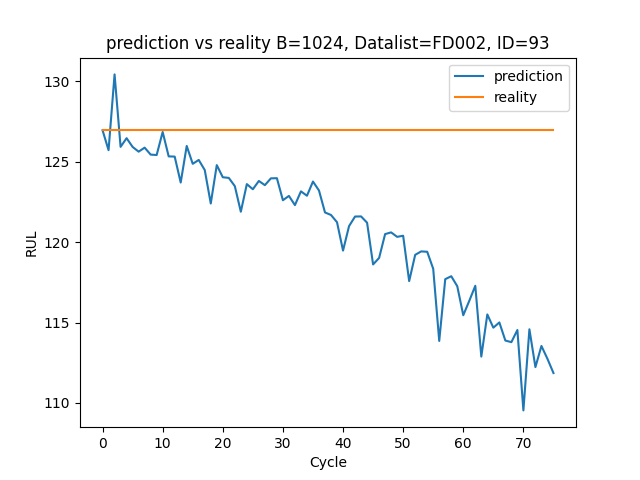 prediction vs reality B=1024, Datalist=FD002, ID=93
prediction
reality
130
125
120
115
110
RUL
0 10 20 30 40 50 60 70
Cycle